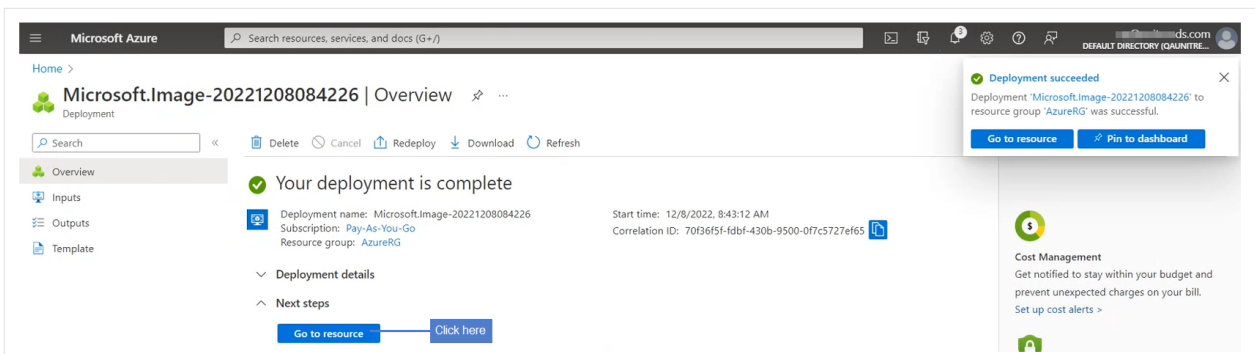 Microsoft Azure
Search resources, services, and docs (G+/)
3
ds.com
DEFAULT DIRECTORY (QAUNITRE...
Home >
Microsoft.Image-20221208084226 | Overview
Deployment
Deployment succeeded
Deployment 'Microsoft.Image-20221208084226' to
resource group 'AzureRG' was successful.
Go to resource
Pin to dashboard
Search
Delete
Cancel
Redeploy
Download
Refresh
Overview
Inputs
Outputs
Template
Your deployment is complete
Deployment name: Microsoft.Image-20221208084226
Subscription: Pay-As-You-Go
Resource group: AzureRG
Start time: 12/8/2022, 8:43:12 AM
Correlation ID: 70f36f5f-fdbf-430b-9500-0f7c5727ef65
Deployment details
Next steps
Go to resource
Click here
Cost Management
Get notified to stay within your budget and
prevent unexpected charges on your bill.
Set up cost alerts >